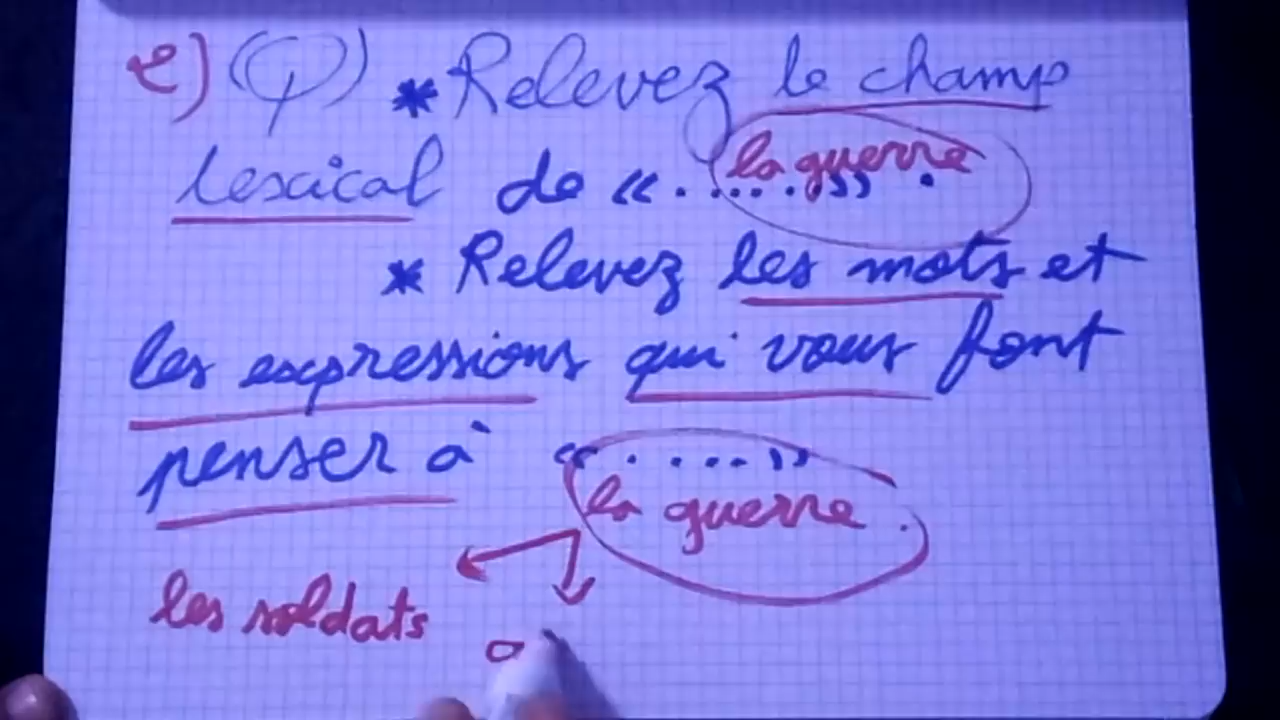 e) (Q) * Relevez le champ
lexical de «.......» .
la guerre
* Relevez les mots et
les expressions qui vous font
penser à «.....»
la guerre.
les soldats